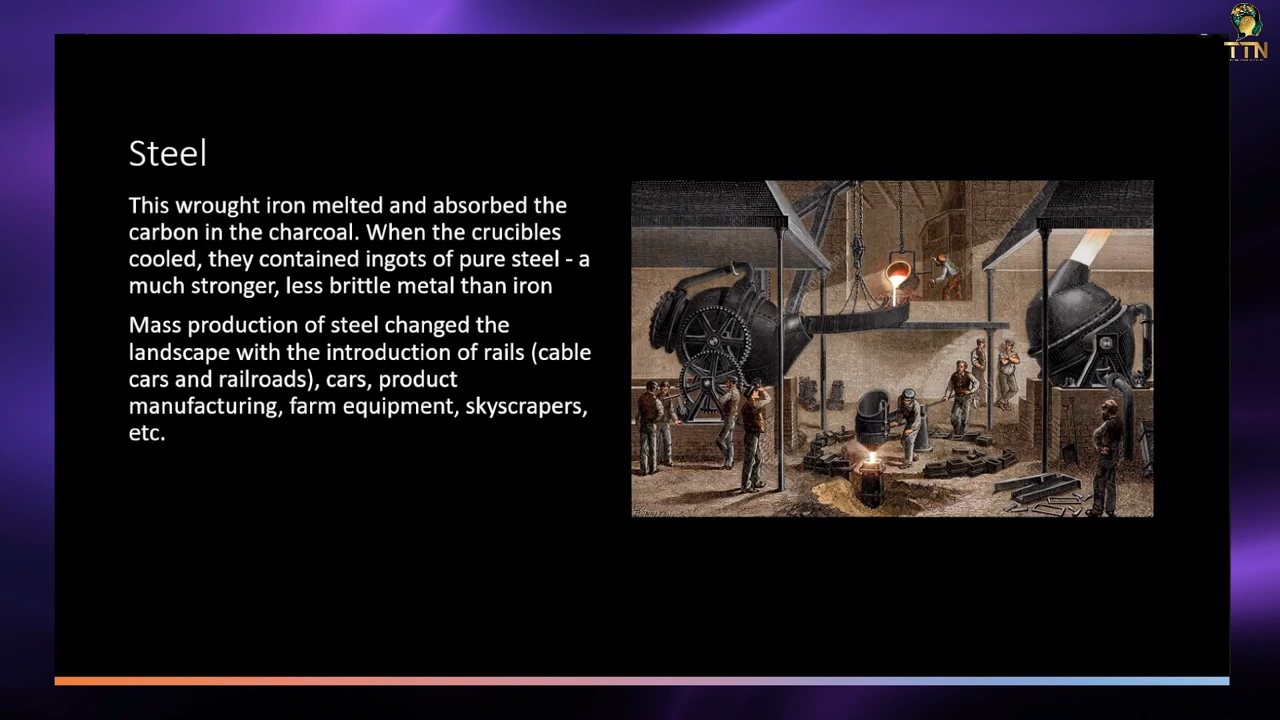 TTN
Steel
This wrought iron melted and absorbed the
carbon in the charcoal. When the crucibles
cooled, they contained ingots of pure steel - a
much stronger, less brittle metal than iron
Mass production of steel changed the
landscape with the introduction of rails (cable
cars and railroads), cars, product
manufacturing, farm equipment, skyscrapers,
etc.